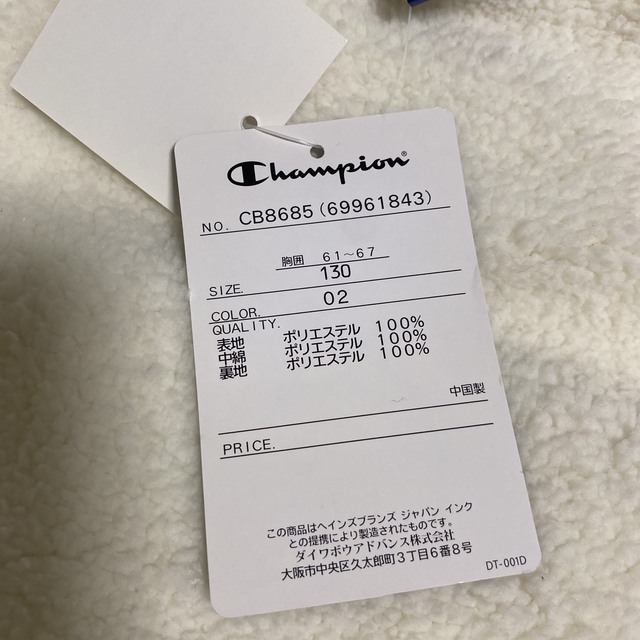 Champion®
NO. CB8685(69961843)
胸囲 61～67
SIZE. 130
COLOR. 02
QUALITY.
表地 ポリエステル 100%
中綿 ポリエステル 100%
裏地 ポリエステル 100%
中国製
PRICE.
この商品はヘインズブランズ ジャパン インク
との提携により製造されたものです。
ダイワボウアドバンス株式会社
大阪市中央区久太郎町3丁目6番8号
DT-001D